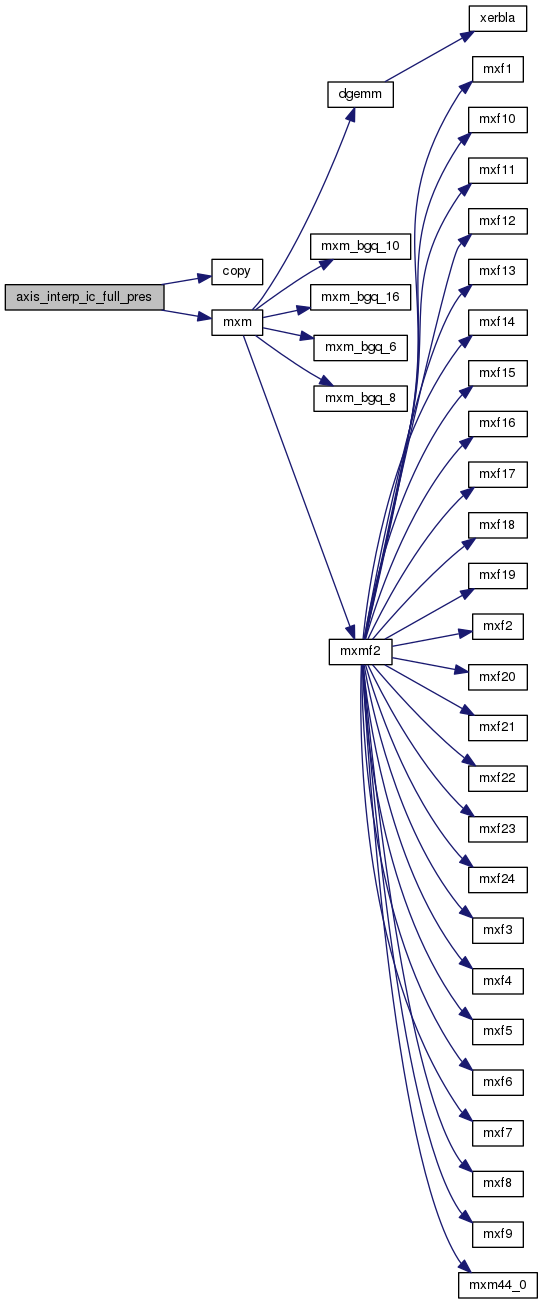 xerbla
mxf1
dgemm
mxf10
mxf11
mxf12
mxm_bgq_10
copy
mxf13
axis_interp_ic_full_pres
mxm_bgq_16
mxm
mxf14
mxm_bgq_6
mxf15
mxm_bgq_8
mxf16
mxf17
mxf18
mxf19
mxf2
mxmf2
mxf20
mxf21
mxf22
mxf23
mxf24
mxf3
mxf4
mxf5
mxf6
mxf7
mxf8
mxf9
mxm44_0